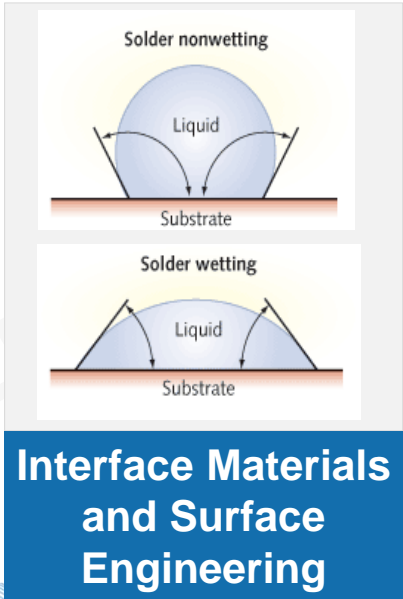 Solder nonwetting
Liquid
Substrate
Solder wetting
Liquid
Substrate
Interface Materials
and Surface
Engineering